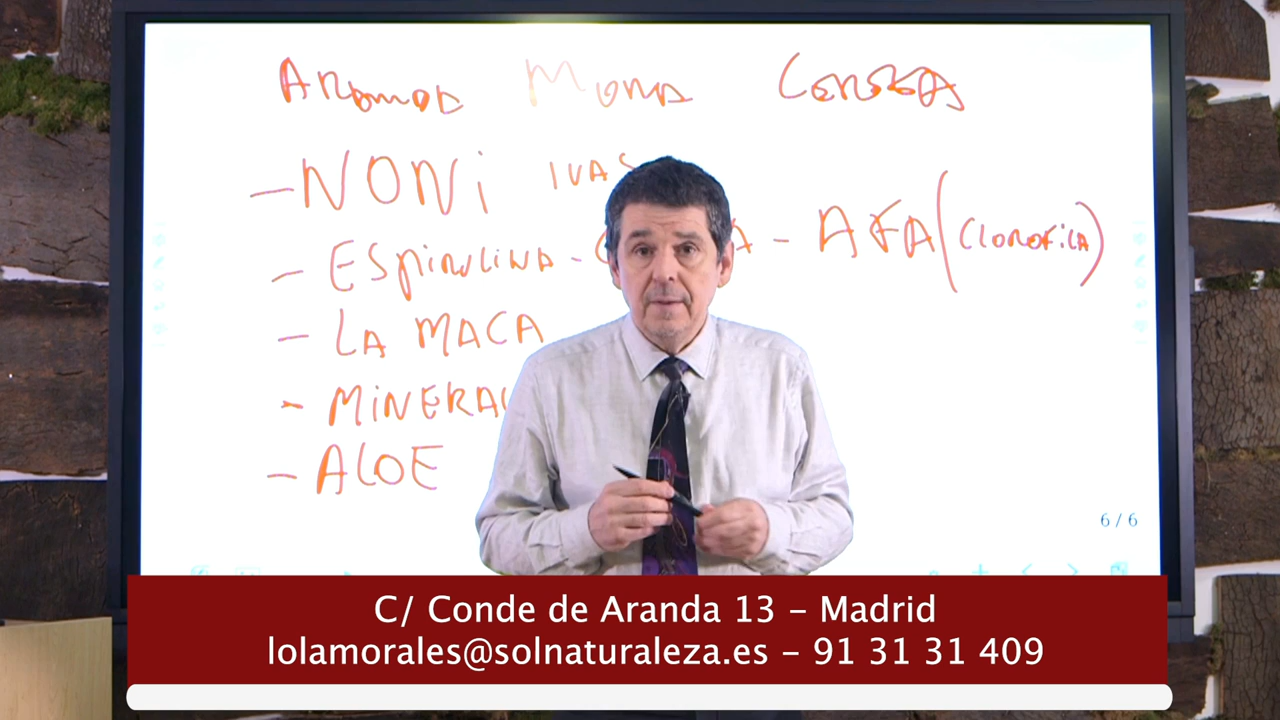 NONi
- ESPIRULINA - A - AFA (CLOROFiLA)
- LA MACA
- MiNERAL
- ALOE
6 / 6
C/ Conde de Aranda 13 - Madrid
lolamorales@solnaturaleza.es - 91 31 31 409